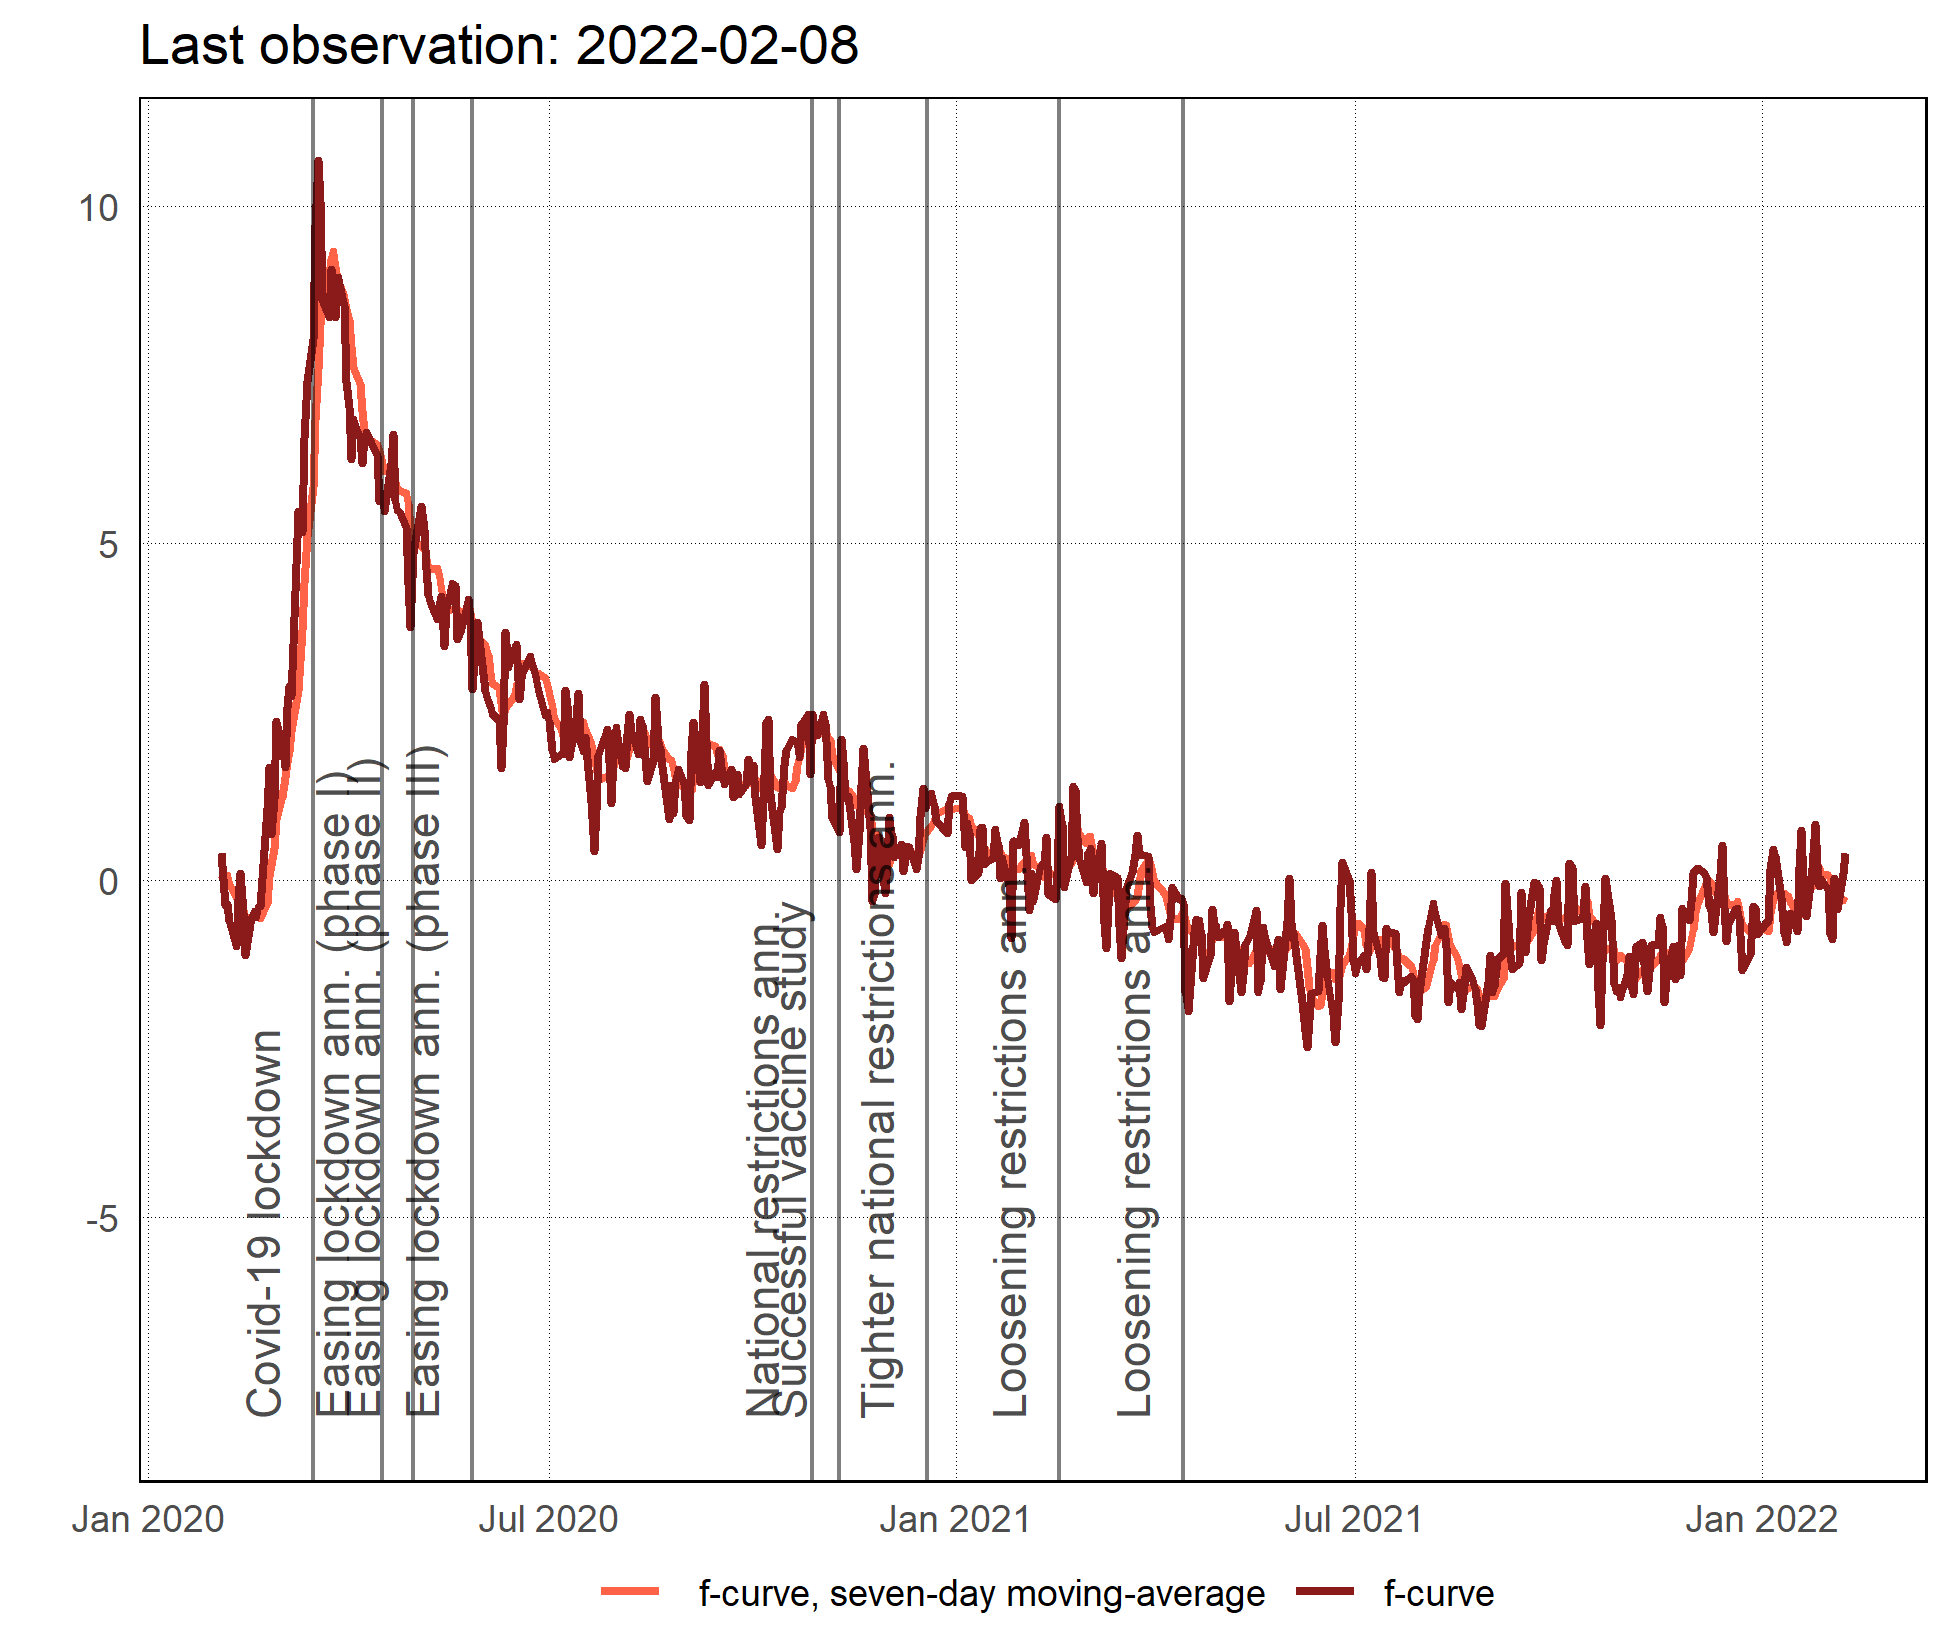 Last observation: 2022-02-08
10
5
0
-5
Covid-19 lockdown
Easing lockdown ann. (phase I)
Easing lockdown ann. (phase II)
Easing lockdown ann. (phase III)
National restrictions ann.
Successful vaccine study
Tighter national restrictions ann.
Loosening restrictions ann.
Loosening restrictions ann.
Jan 2020
Jul 2020
Jan 2021
Jul 2021
Jan 2022
f-curve, seven-day moving-average
f-curve